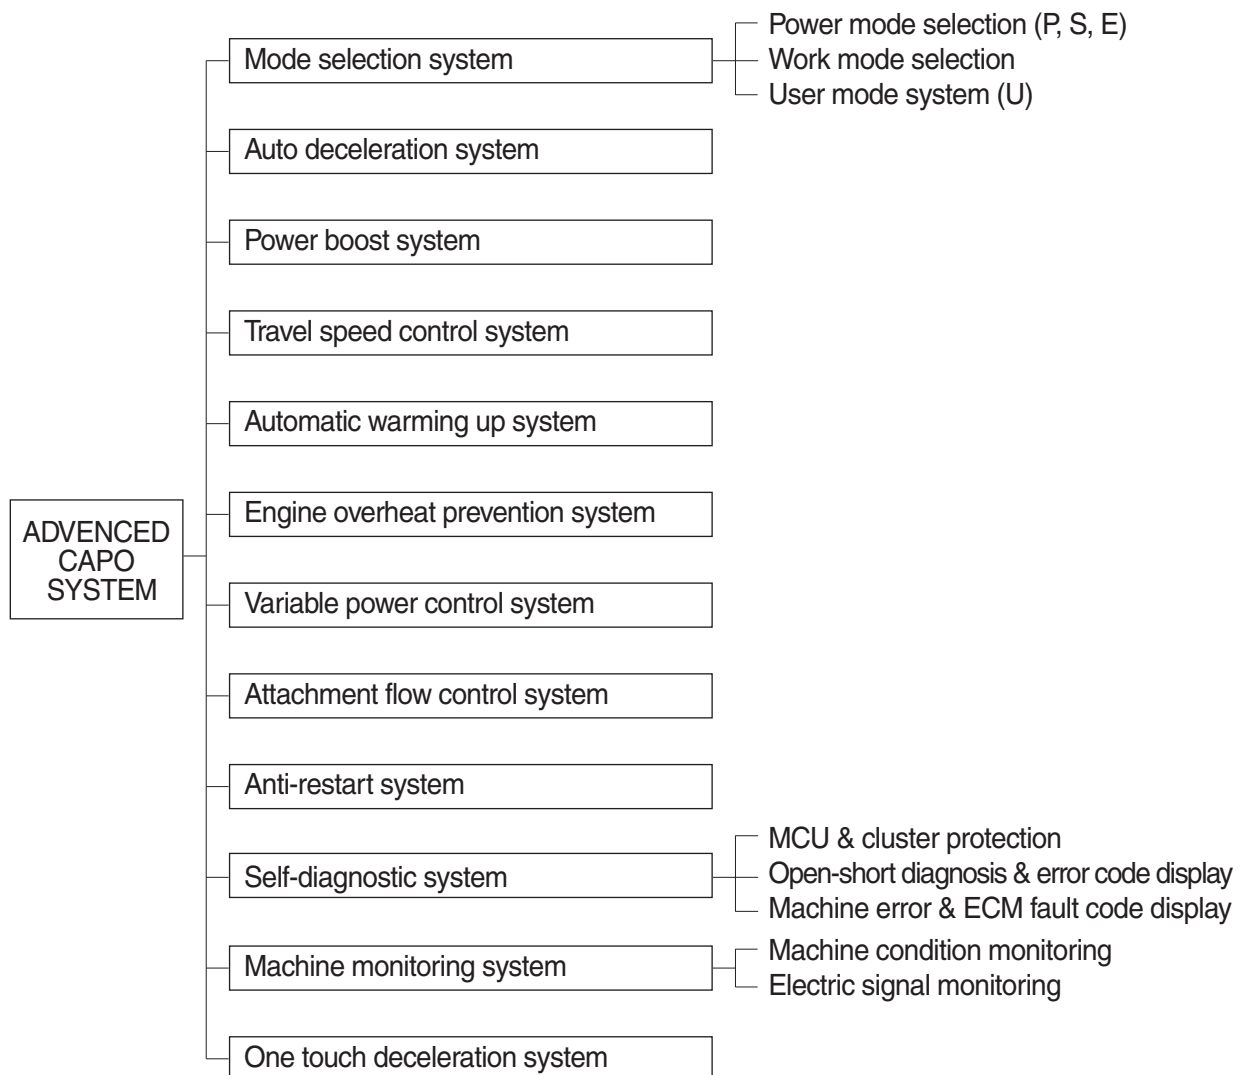 Power mode selection (P, S, E)
Mode selection system
Work mode selection
User mode system (U)
Auto deceleration system
Power boost system
Travel speed control system
Automatic warming up system
Engine overheat prevention system
ADVENCED
CAPO
SYSTEM
Variable power control system
Attachment flow control system
Anti-restart system
MCU & cluster protection
Self-diagnostic system
Open-short diagnosis & error code display
Machine error & ECM fault code display
Machine monitoring system
Machine condition monitoring
Electric signal monitoring
One touch deceleration system